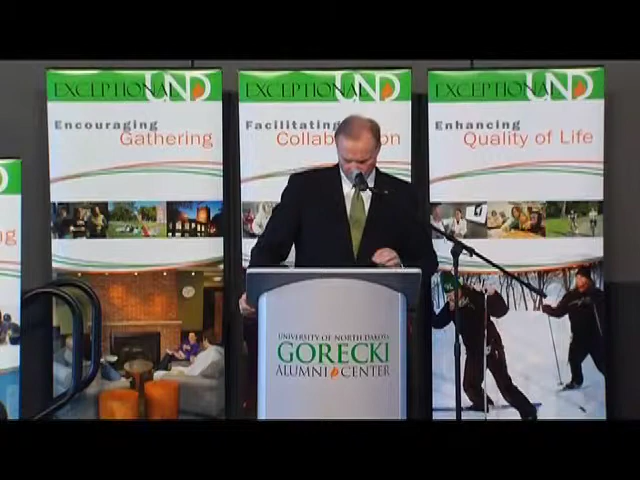 EXCEPTIONAL UND
Encouraging
Gathering
EXCEPTIONAL UND
Facilitating
EXCEPTIONAL UND
Enhancing
Quality of Life
UNIVERSITY OF NORTH DAKOTA
GORECKI
ALUMNI CENTER